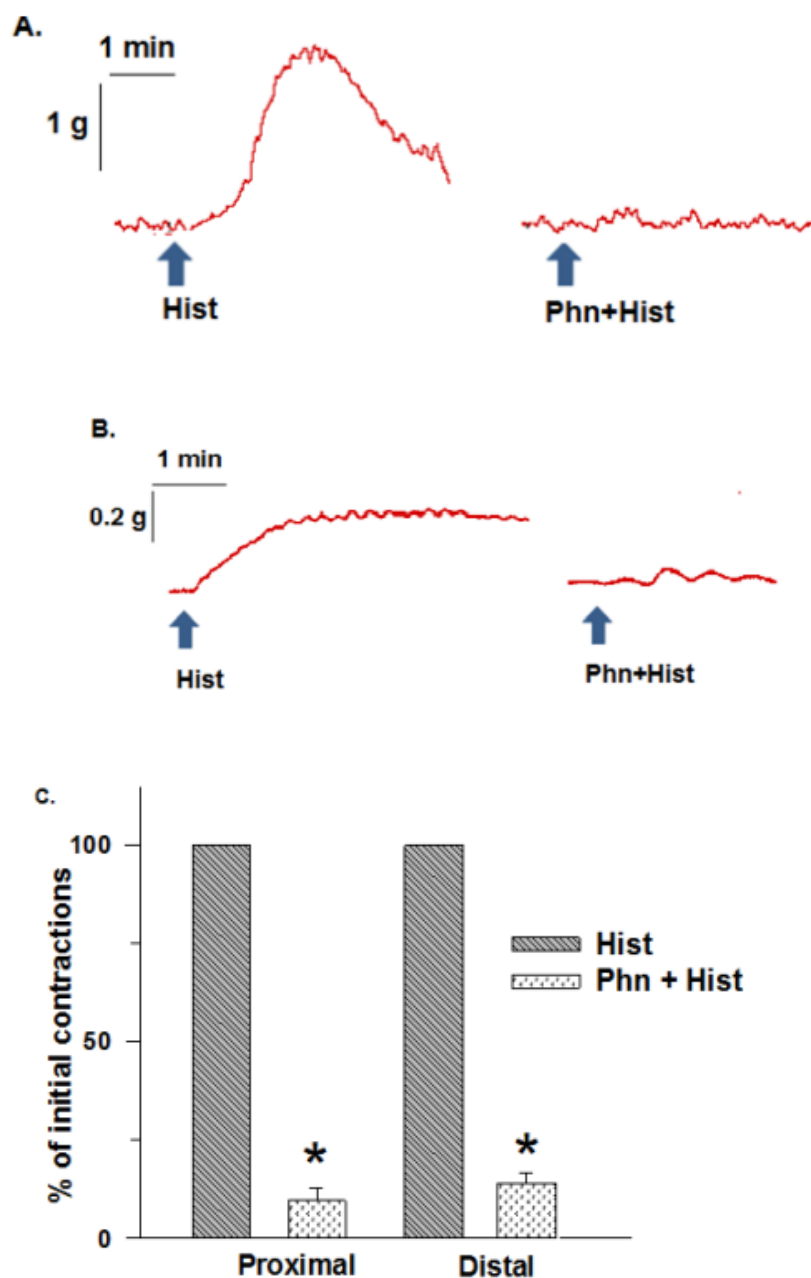 A.
1 min
1 g
Hist
Phn+Hist
B.
1 min
0.2 g
Hist
Phn+Hist
C.
% of initial contractions
100
50
0
*
*
Hist
Phn + Hist
Proximal
Distal